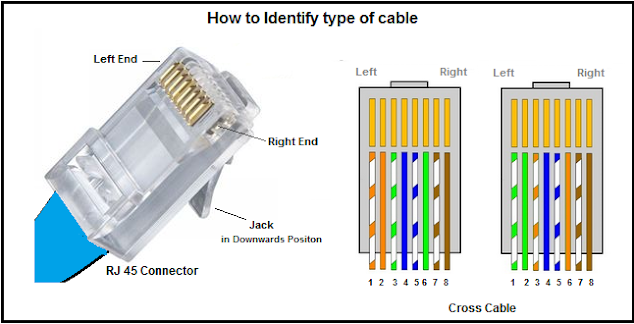 How to Identify type of cable
Left End
Right End
Jack
in Downwards Positon
RJ 45 Connector
Left Right
1 2 3 4 5 6 7 8
Left Right
1 2 3 4 5 6 7 8
Cross Cable